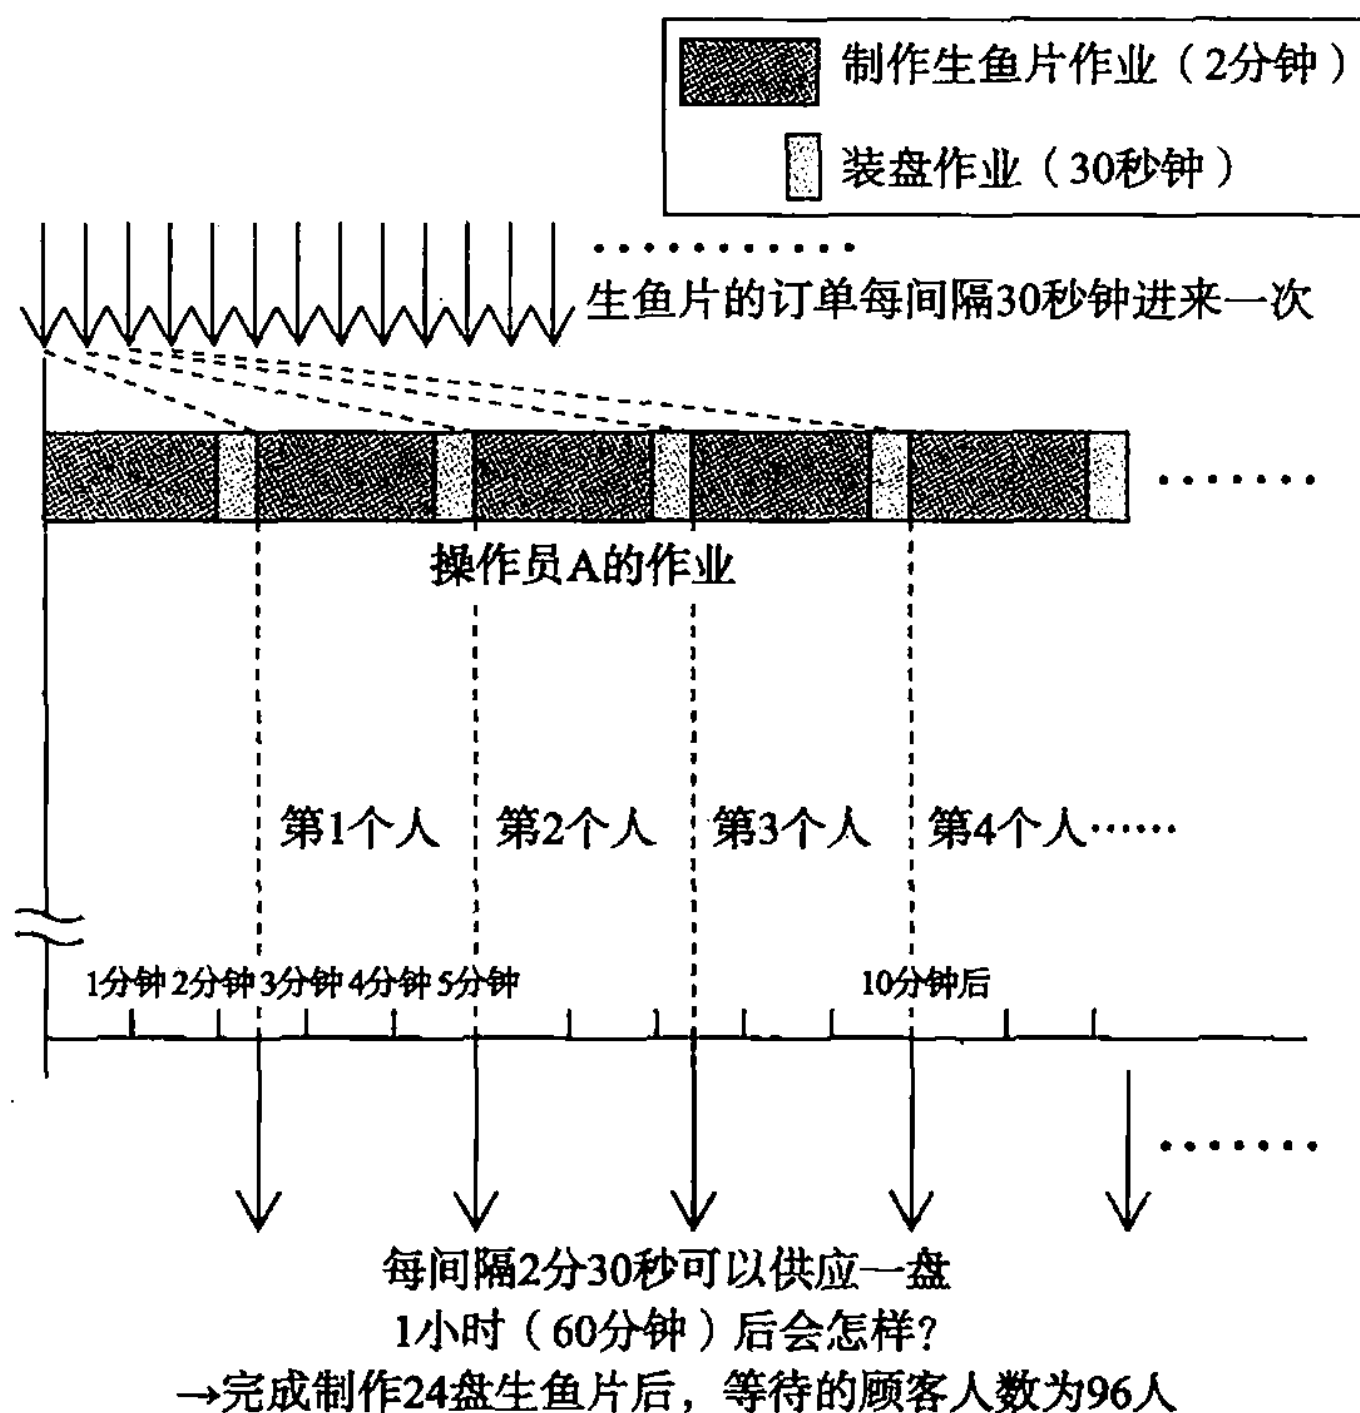 制作生鱼片作业（2分钟）
装盘作业（30秒钟）
…………
生鱼片的订单每间隔30秒钟进来一次
操作员A的作业
第1个人 第2个人 第3个人 第4个人……
1分钟 2分钟 3分钟 4分钟 5分钟 10分钟后
每间隔2分30秒可以供应一盘
1小时（60分钟）后会怎样？
→完成制作24盘生鱼片后，等待的顾客人数为96人